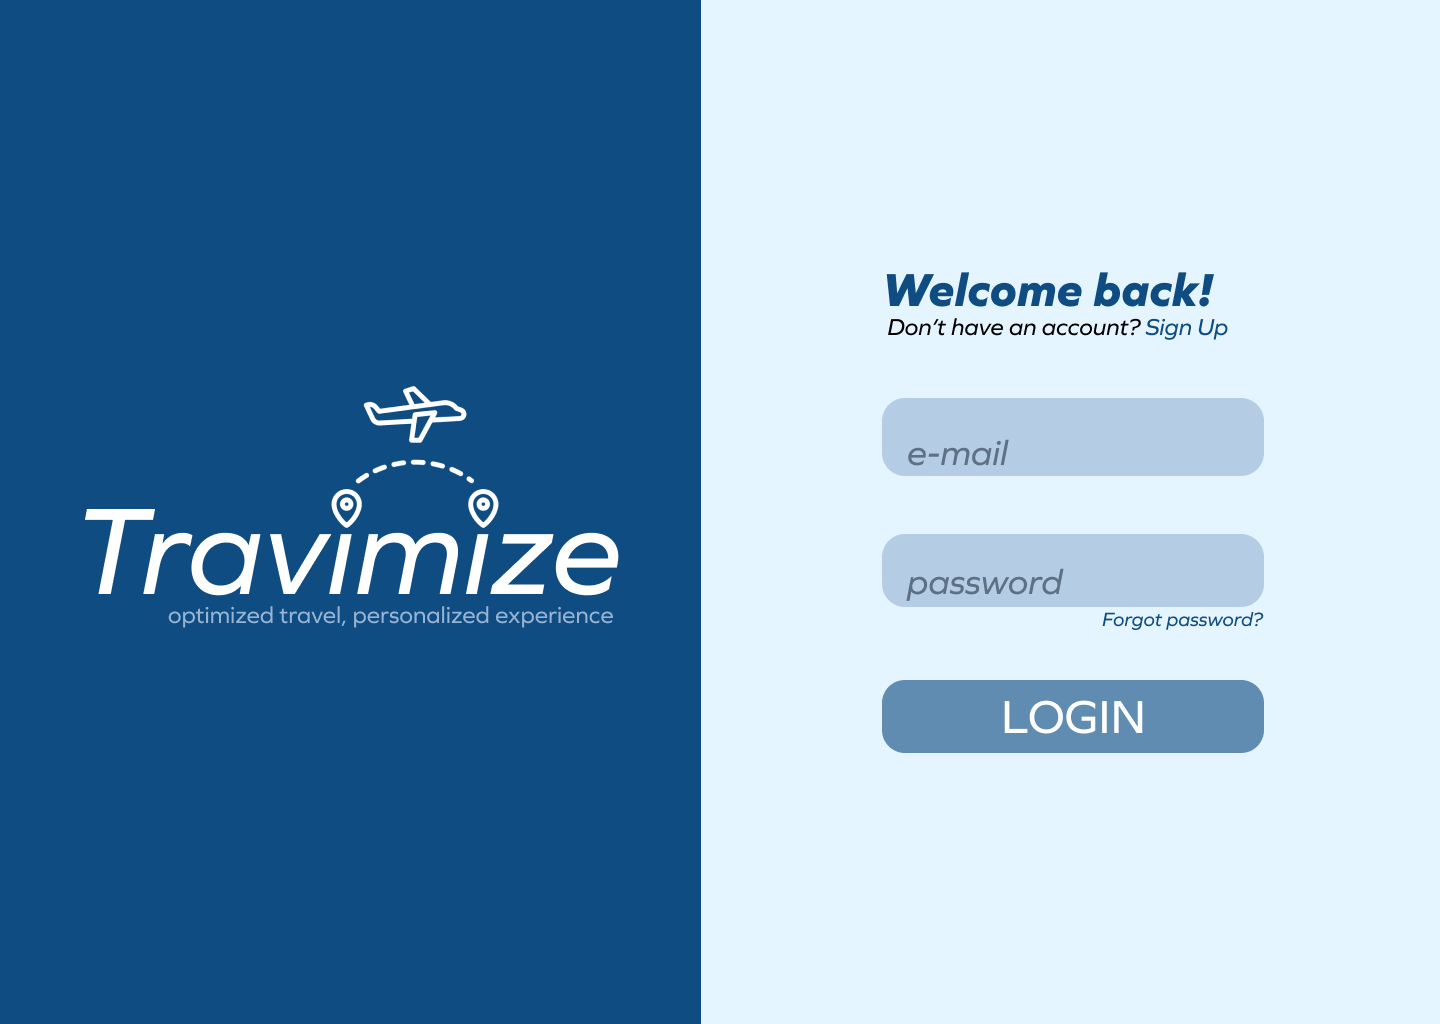 Travimize
optimized travel, personalized experience
Welcome back!
Don’t have an account? Sign Up
e-mail
password
Forgot password?
LOGIN